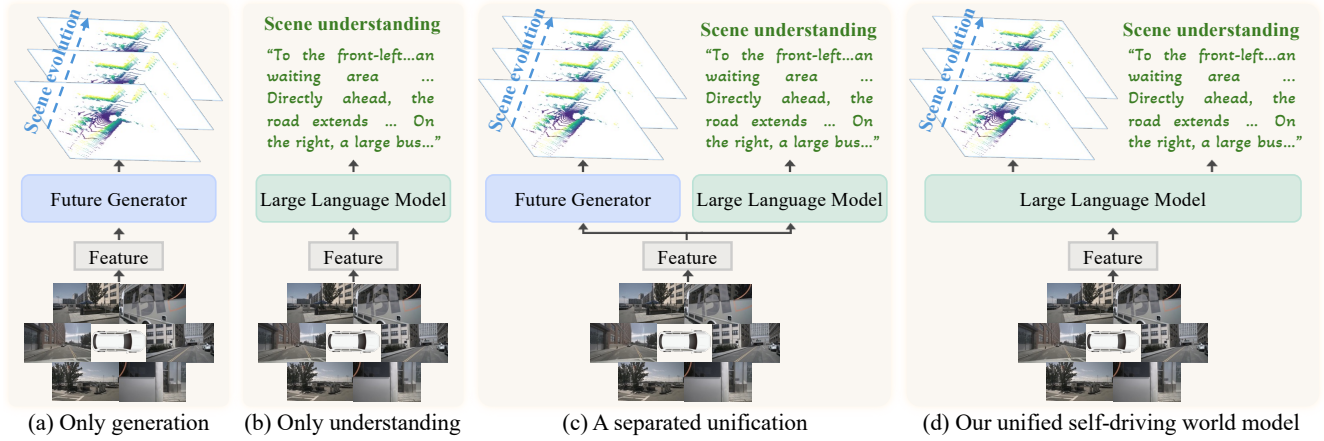 Scene evolution
Future Generator
Feature
(a) Only generation
Scene understanding
“To the front-left...an
waiting area ...
Directly ahead, the
road extends ... On
the right, a large bus...”
Large Language Model
Feature
(b) Only understanding
Scene evolution
Scene understanding
“To the front-left...an
waiting area ...
Directly ahead, the
road extends ... On
the right, a large bus...”
Future Generator
Large Language Model
Feature
(c) A separated unification
Scene evolution
Scene understanding
“To the front-left...an
waiting area ...
Directly ahead, the
road extends ... On
the right, a large bus...”
Large Language Model
Feature
(d) Our unified self-driving world model